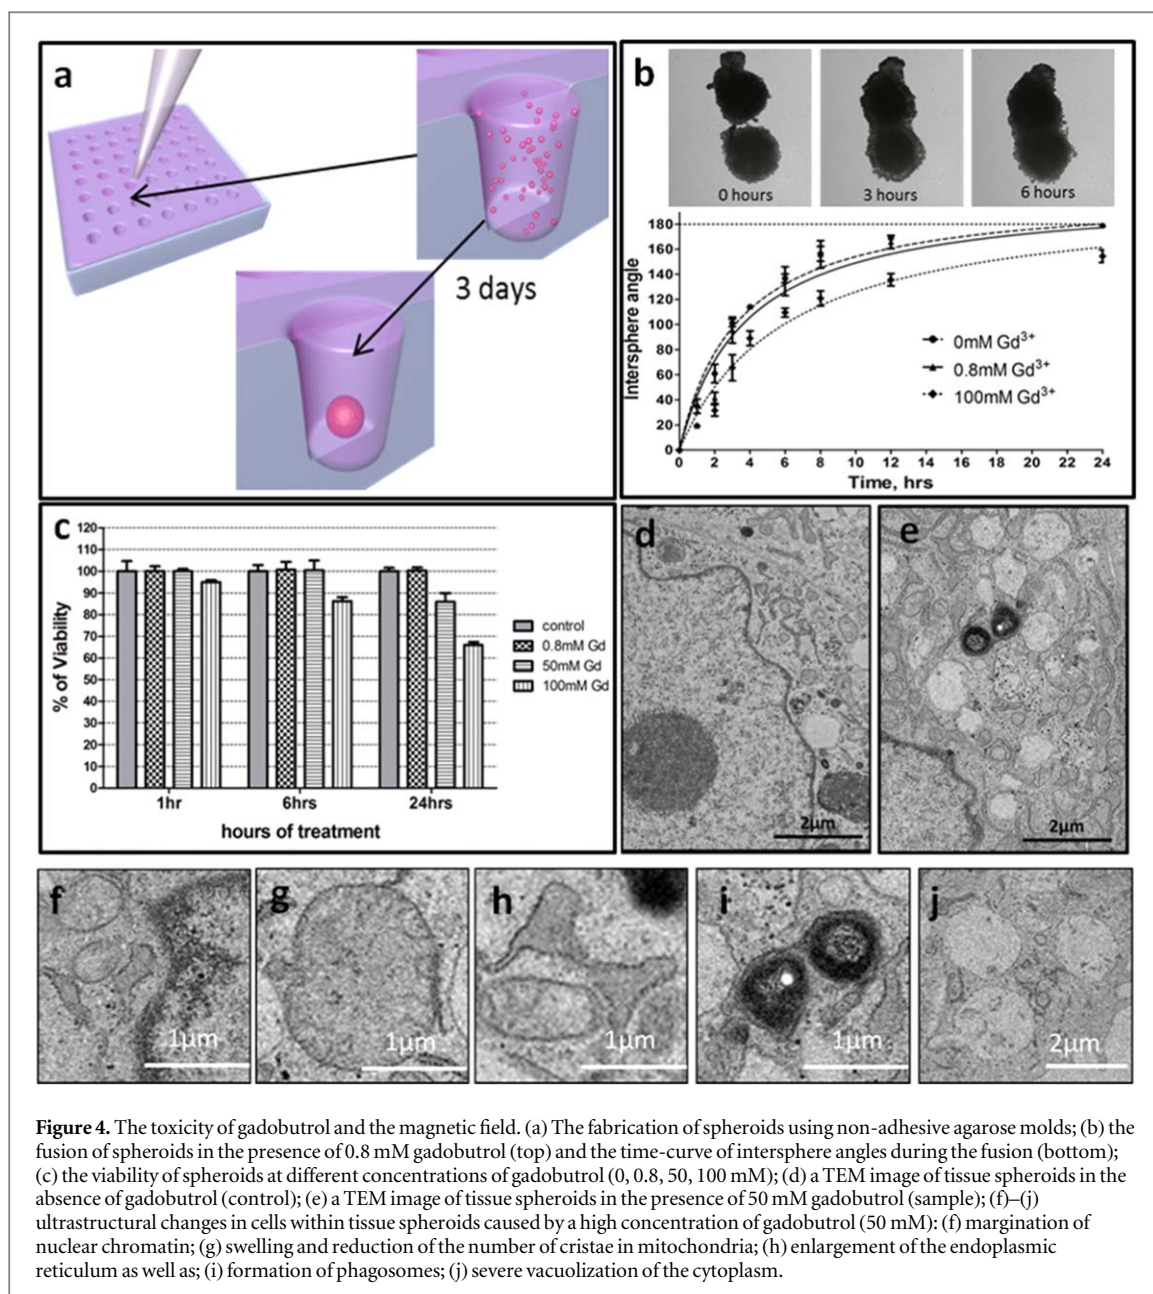 a
3 days
b
0 hours
3 hours
6 hours
180
160
140
120
100
80
60
40
20
0
Intersphere angle
0mM Gd³⁺
0.8mM Gd³⁺
100mM Gd³⁺
0 2 4 6 8 10 12 14 16 18 20 22 24
Time, hrs
c
120
110
100
90
80
70
60
50
40
30
20
10
0
% of Viability
control
0.8mM Gd
50mM Gd
100mM Gd
1hr 6hrs 24hrs
hours of treatment
d
2μm
e
2μm
f
1μm
g
1μm
h
1μm
i
1μm
j
2μm
Figure 4. The toxicity of gadobutrol and the magnetic field. (a) The fabrication of spheroids using non-adhesive agarose molds; (b) the
fusion of spheroids in the presence of 0.8 mM gadobutrol (top) and the time-curve of intersphere angles during the fusion (bottom);
(c) the viability of spheroids at different concentrations of gadobutrol (0, 0.8, 50, 100 mM); (d) a TEM image of tissue spheroids in the
absence of gadobutrol (control); (e) a TEM image of tissue spheroids in the presence of 50 mM gadobutrol (sample); (f)–(j)
ultrastructural changes in cells within tissue spheroids caused by a high concentration of gadobutrol (50 mM): (f) margination of
nuclear chromatin; (g) swelling and reduction of the number of cristae in mitochondria; (h) enlargement of the endoplasmic
reticulum as well as; (i) formation of phagosomes; (j) severe vacuolization of the cytoplasm.